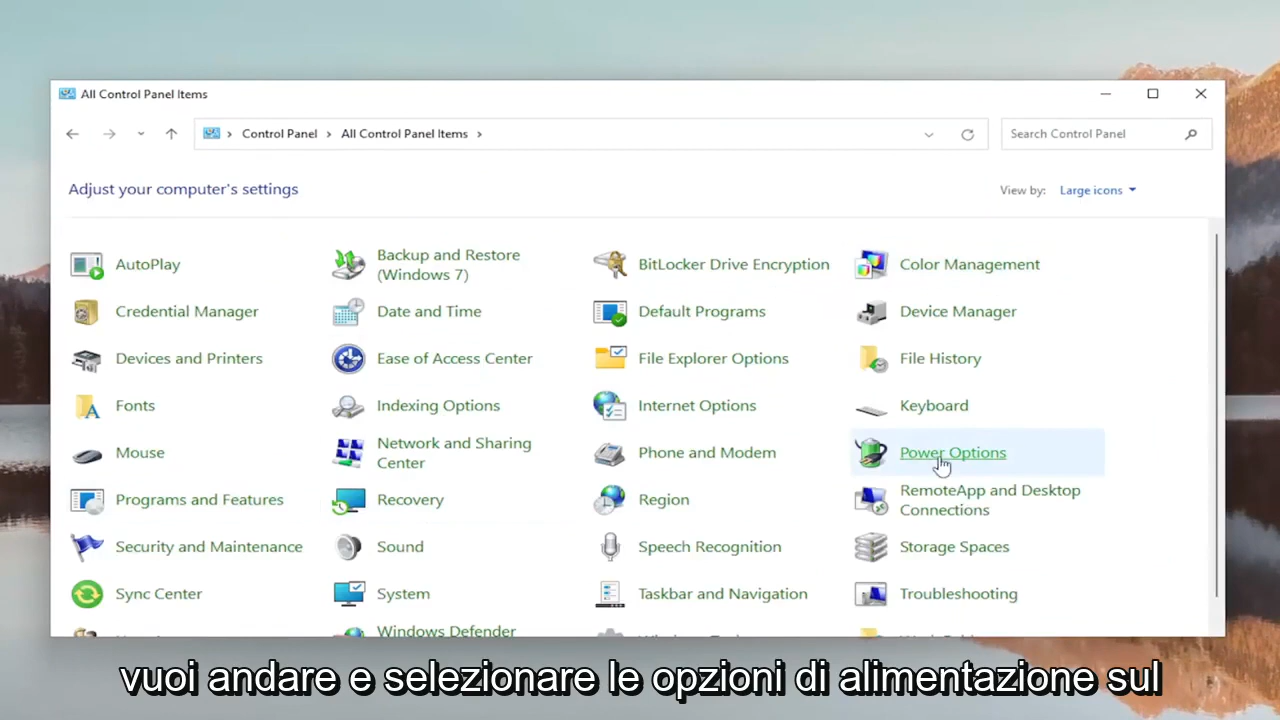 All Control Panel Items
Control Panel > All Control Panel Items >
Search Control Panel
Adjust your computer's settings
View by: Large icons
AutoPlay
Backup and Restore
(Windows 7)
BitLocker Drive Encryption
Color Management
Credential Manager
Date and Time
Default Programs
Device Manager
Devices and Printers
Ease of Access Center
File Explorer Options
File History
Fonts
Indexing Options
Internet Options
Keyboard
Mouse
Network and Sharing
Center
Phone and Modem
Power Options
Programs and Features
Recovery
Region
RemoteApp and Desktop
Connections
Security and Maintenance
Sound
Speech Recognition
Storage Spaces
Sync Center
System
Taskbar and Navigation
Troubleshooting
Windows Defender
vuoi andare e selezionare le opzioni di alimentazione sul